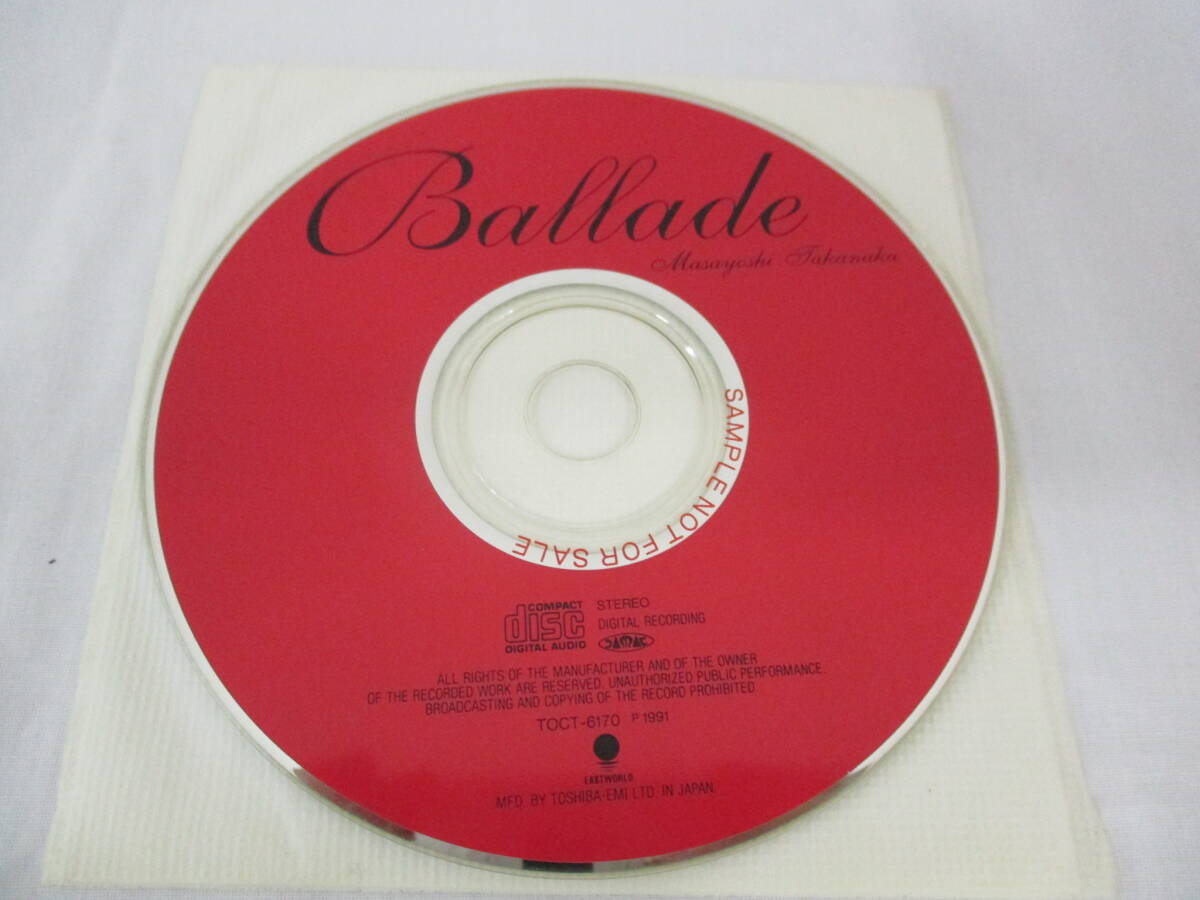 Ballade
Masayoshi Takanaka
SAMPLE NOT FOR SALE
COMPACT
disc
DIGITAL AUDIO
STEREO
DIGITAL RECORDING
JASRAC
ALL RIGHTS OF THE MANUFACTURER AND OF THE OWNER
OF THE RECORDED WORK ARE RESERVED. UNAUTHORIZED PUBLIC PERFORMANCE.
BROADCASTING AND COPYING OF THE RECORD PROHIBITED
TOCT-6170 P 1991
EASTWORLD
MFD. BY TOSHIBA-EMI LTD. IN JAPAN.